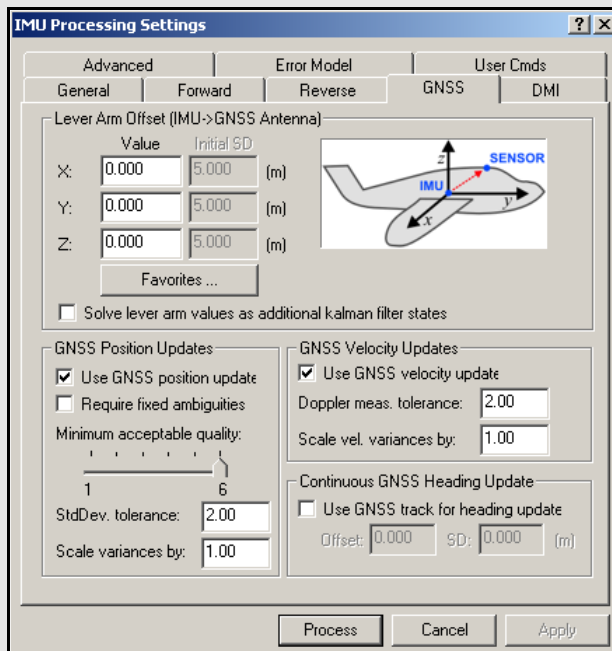 IMU Processing Settings
Advanced Error Model User Cmds
General Forward Reverse GNSS DMI
Lever Arm Offset (IMU->GNSS Antenna)
Value Initial SD
X: 0.000 5.000 (m)
Y: 0.000 5.000 (m)
Z: 0.000 5.000 (m)
z SENSOR
IMU
x y
Favorites ...
Solve lever arm values as additional kalman filter states
GNSS Position Updates
Use GNSS position update
Require fixed ambiguities
Minimum acceptable quality:
1 6
StdDev. tolerance: 2.00
Scale variances by: 1.00
GNSS Velocity Updates
Use GNSS velocity update
Doppler meas. tolerance: 2.00
Scale vel. variances by: 1.00
Continuous GNSS Heading Update
Use GNSS track for heading update
Offset: 0.000 SD: 0.000 (m)
Process Cancel Apply